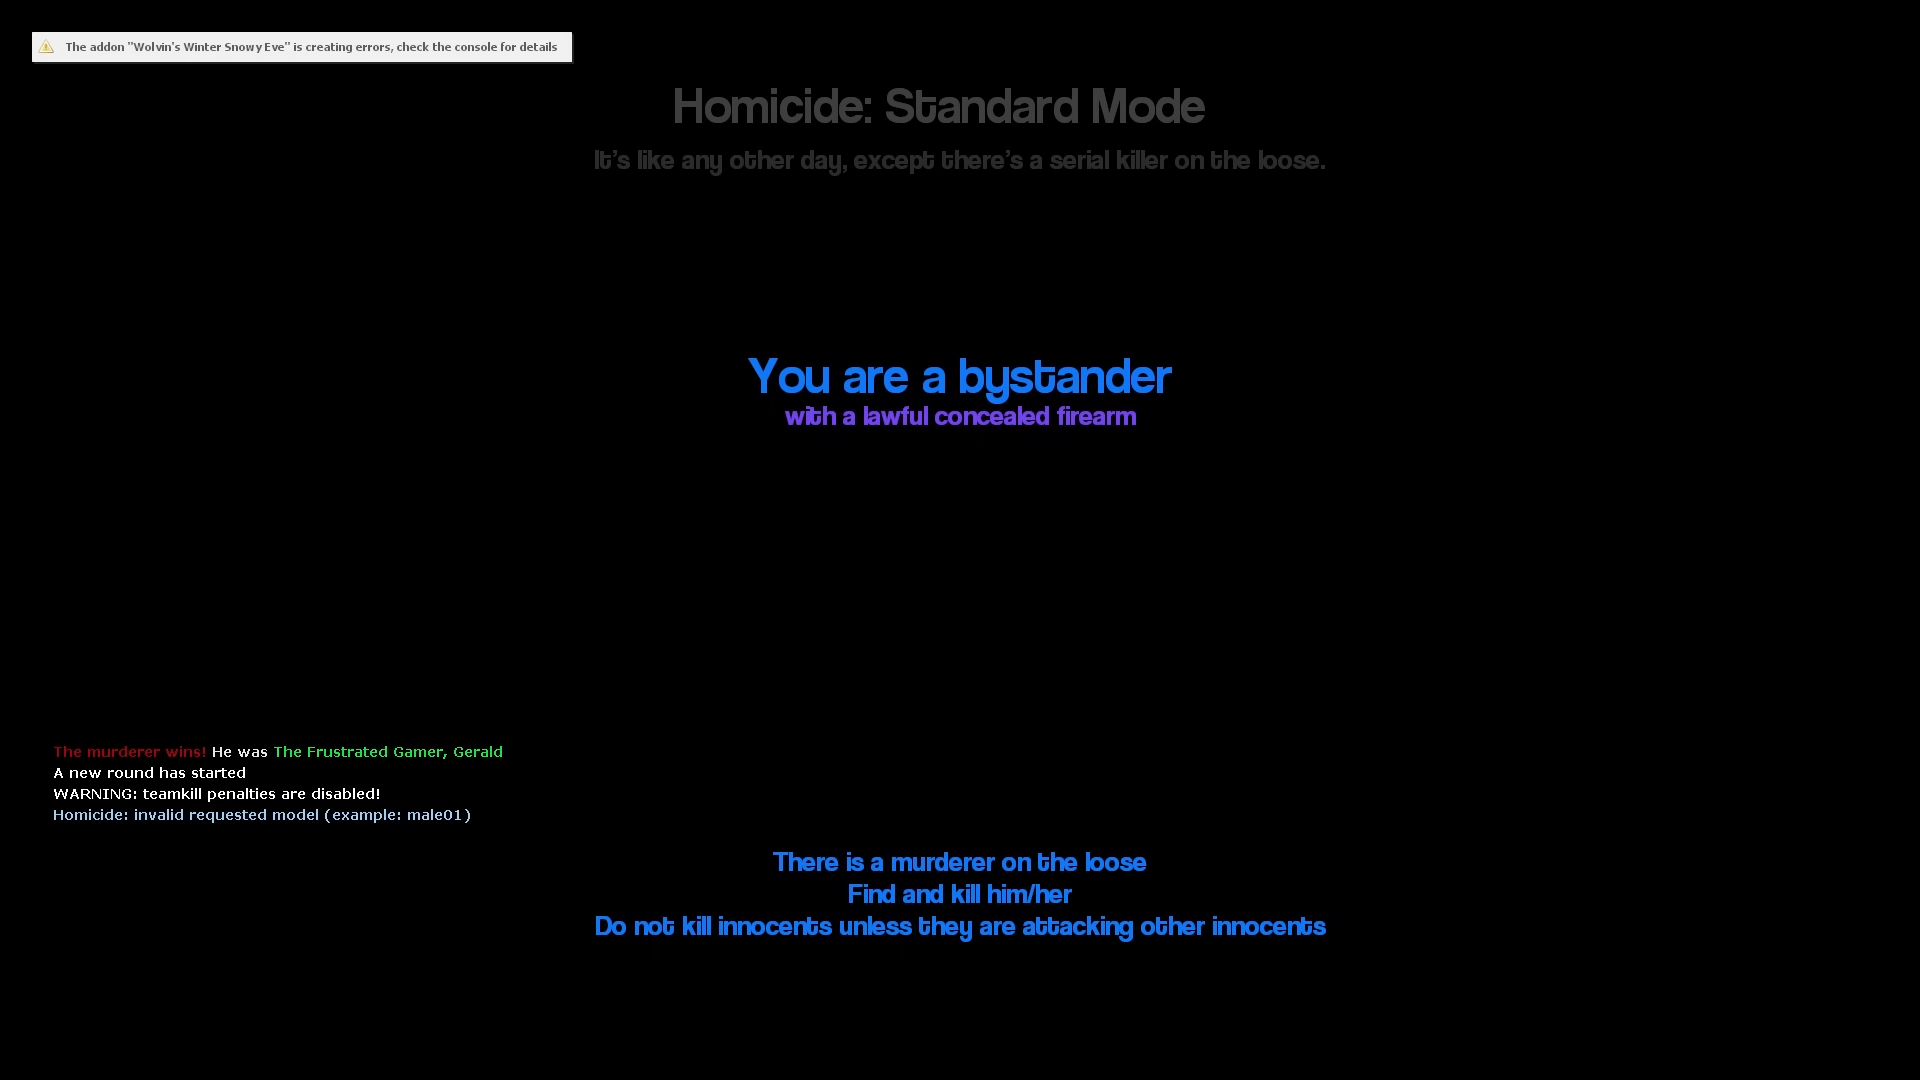 The addon "Wolvin's Winter Snowy Eve" is creating errors, check the console for details
Homicide: Standard Mode
It's like any other day, except there's a serial killer on the loose.
You are a bystander
with a lawful concealed firearm
The murderer wins! He was The Frustrated Gamer, Gerald
A new round has started
WARNING: teamkill penalties are disabled!
Homicide: invalid requested model (example: male01)
There is a murderer on the loose
Find and kill him/her
Do not kill innocents unless they are attacking other innocents